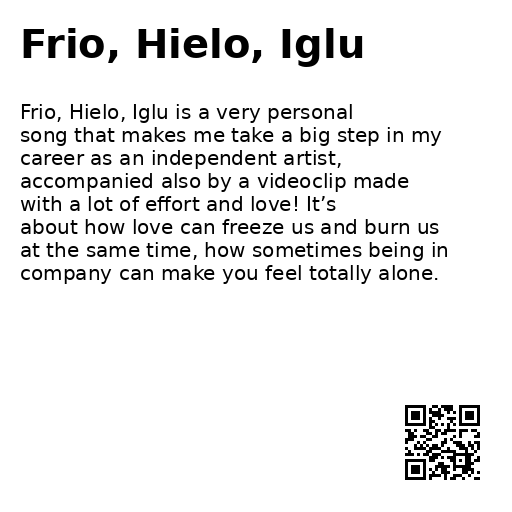 Frio, Hielo, Iglu
Frio, Hielo, Iglu is a very personal
song that makes me take a big step in my
career as an independent artist,
accompanied also by a videoclip made
with a lot of effort and love! It’s
about how love can freeze us and burn us
at the same time, how sometimes being in
company can make you feel totally alone.